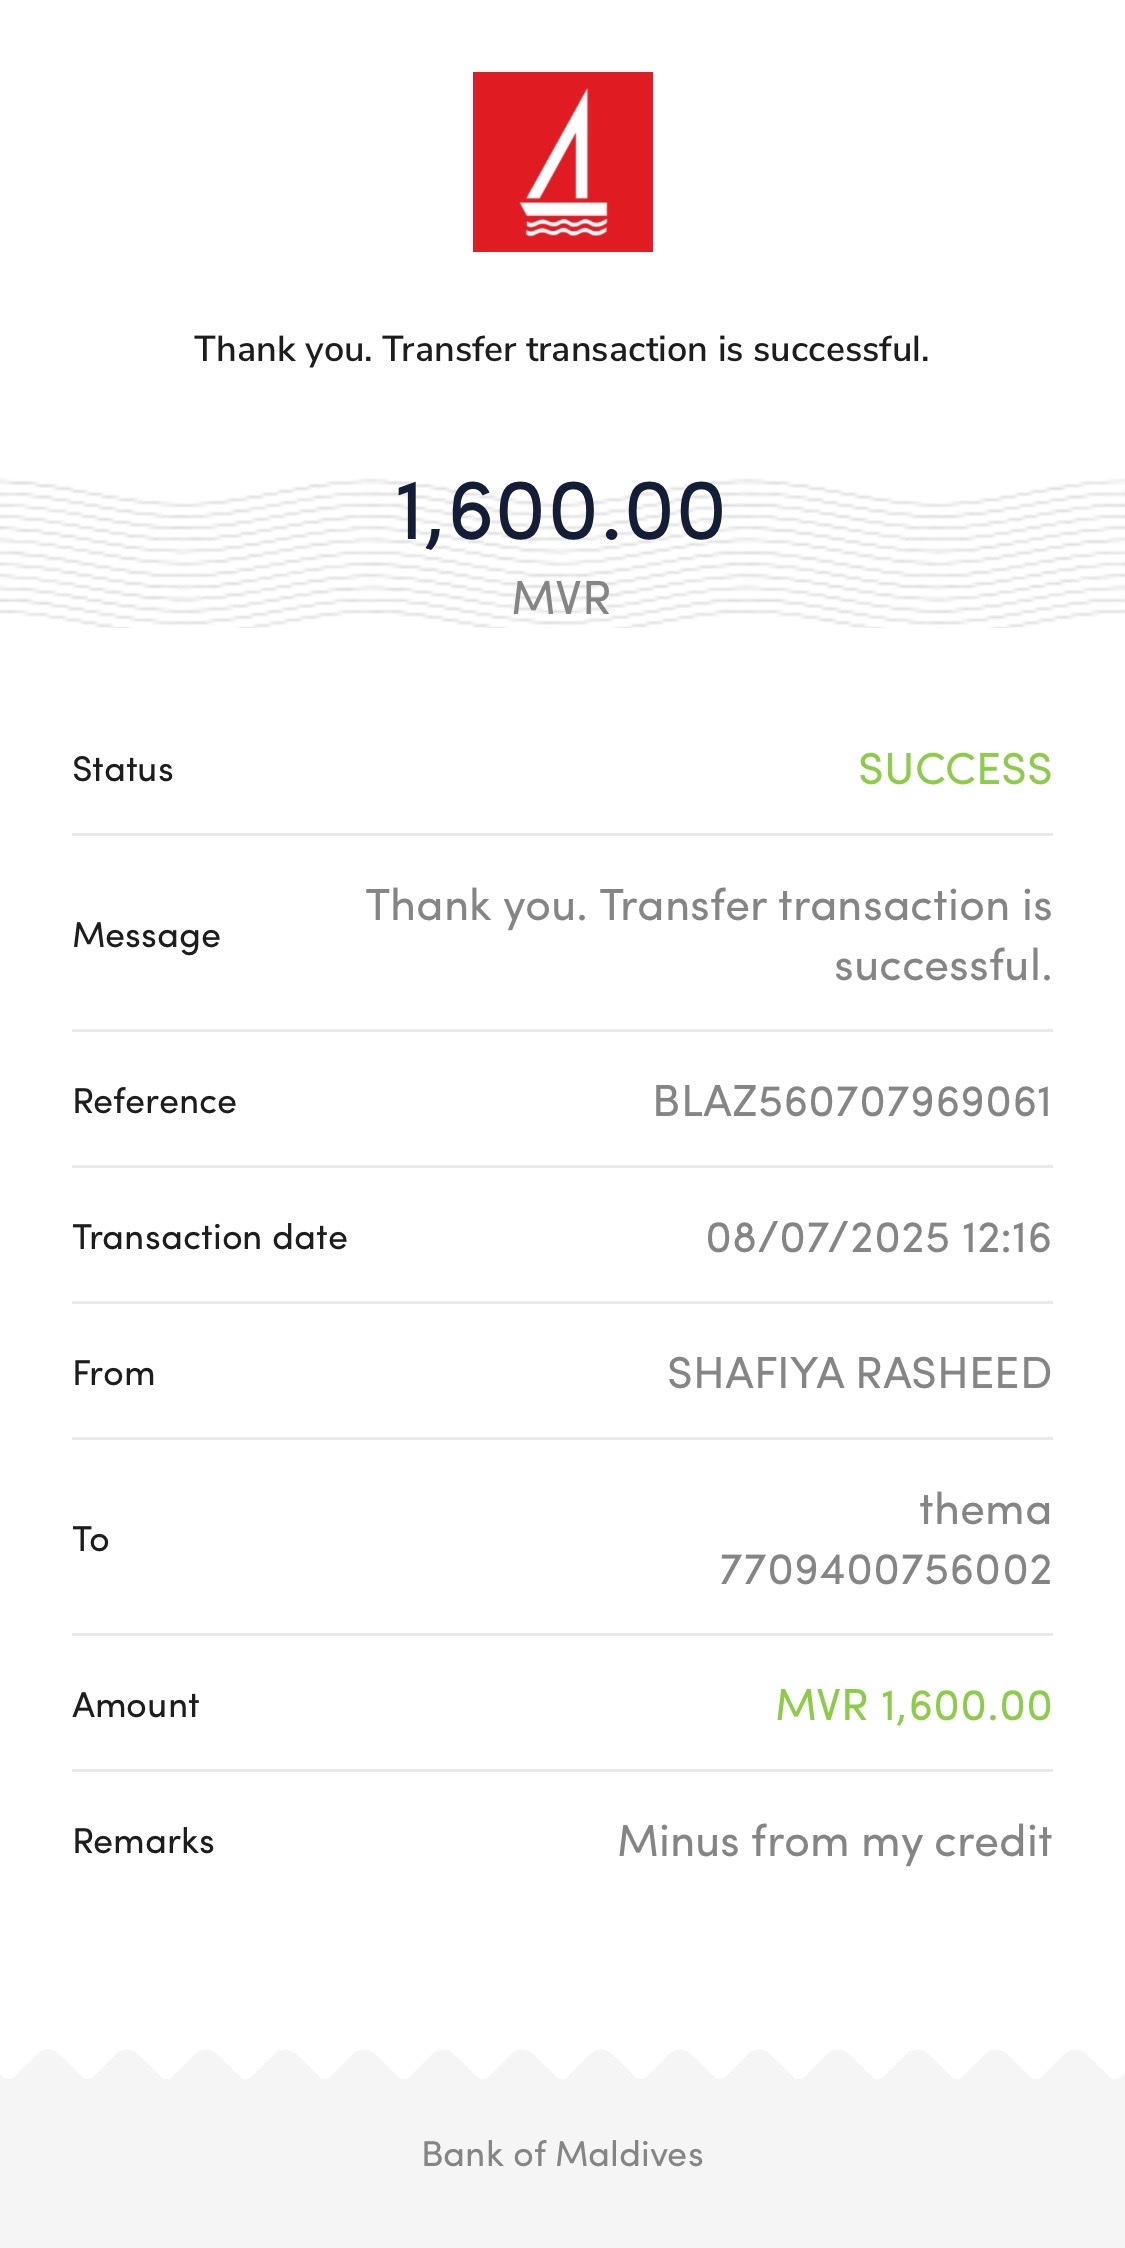 Thank you. Transfer transaction is successful.
1,600.00
MVR
Status SUCCESS
Message Thank you. Transfer transaction is
successful.
Reference BLAZ560707969061
Transaction date 08/07/2025 12:16
From SHAFIYA RASHEED
To thema
7709400756002
Amount MVR 1,600.00
Remarks Minus from my credit
Bank of Maldives